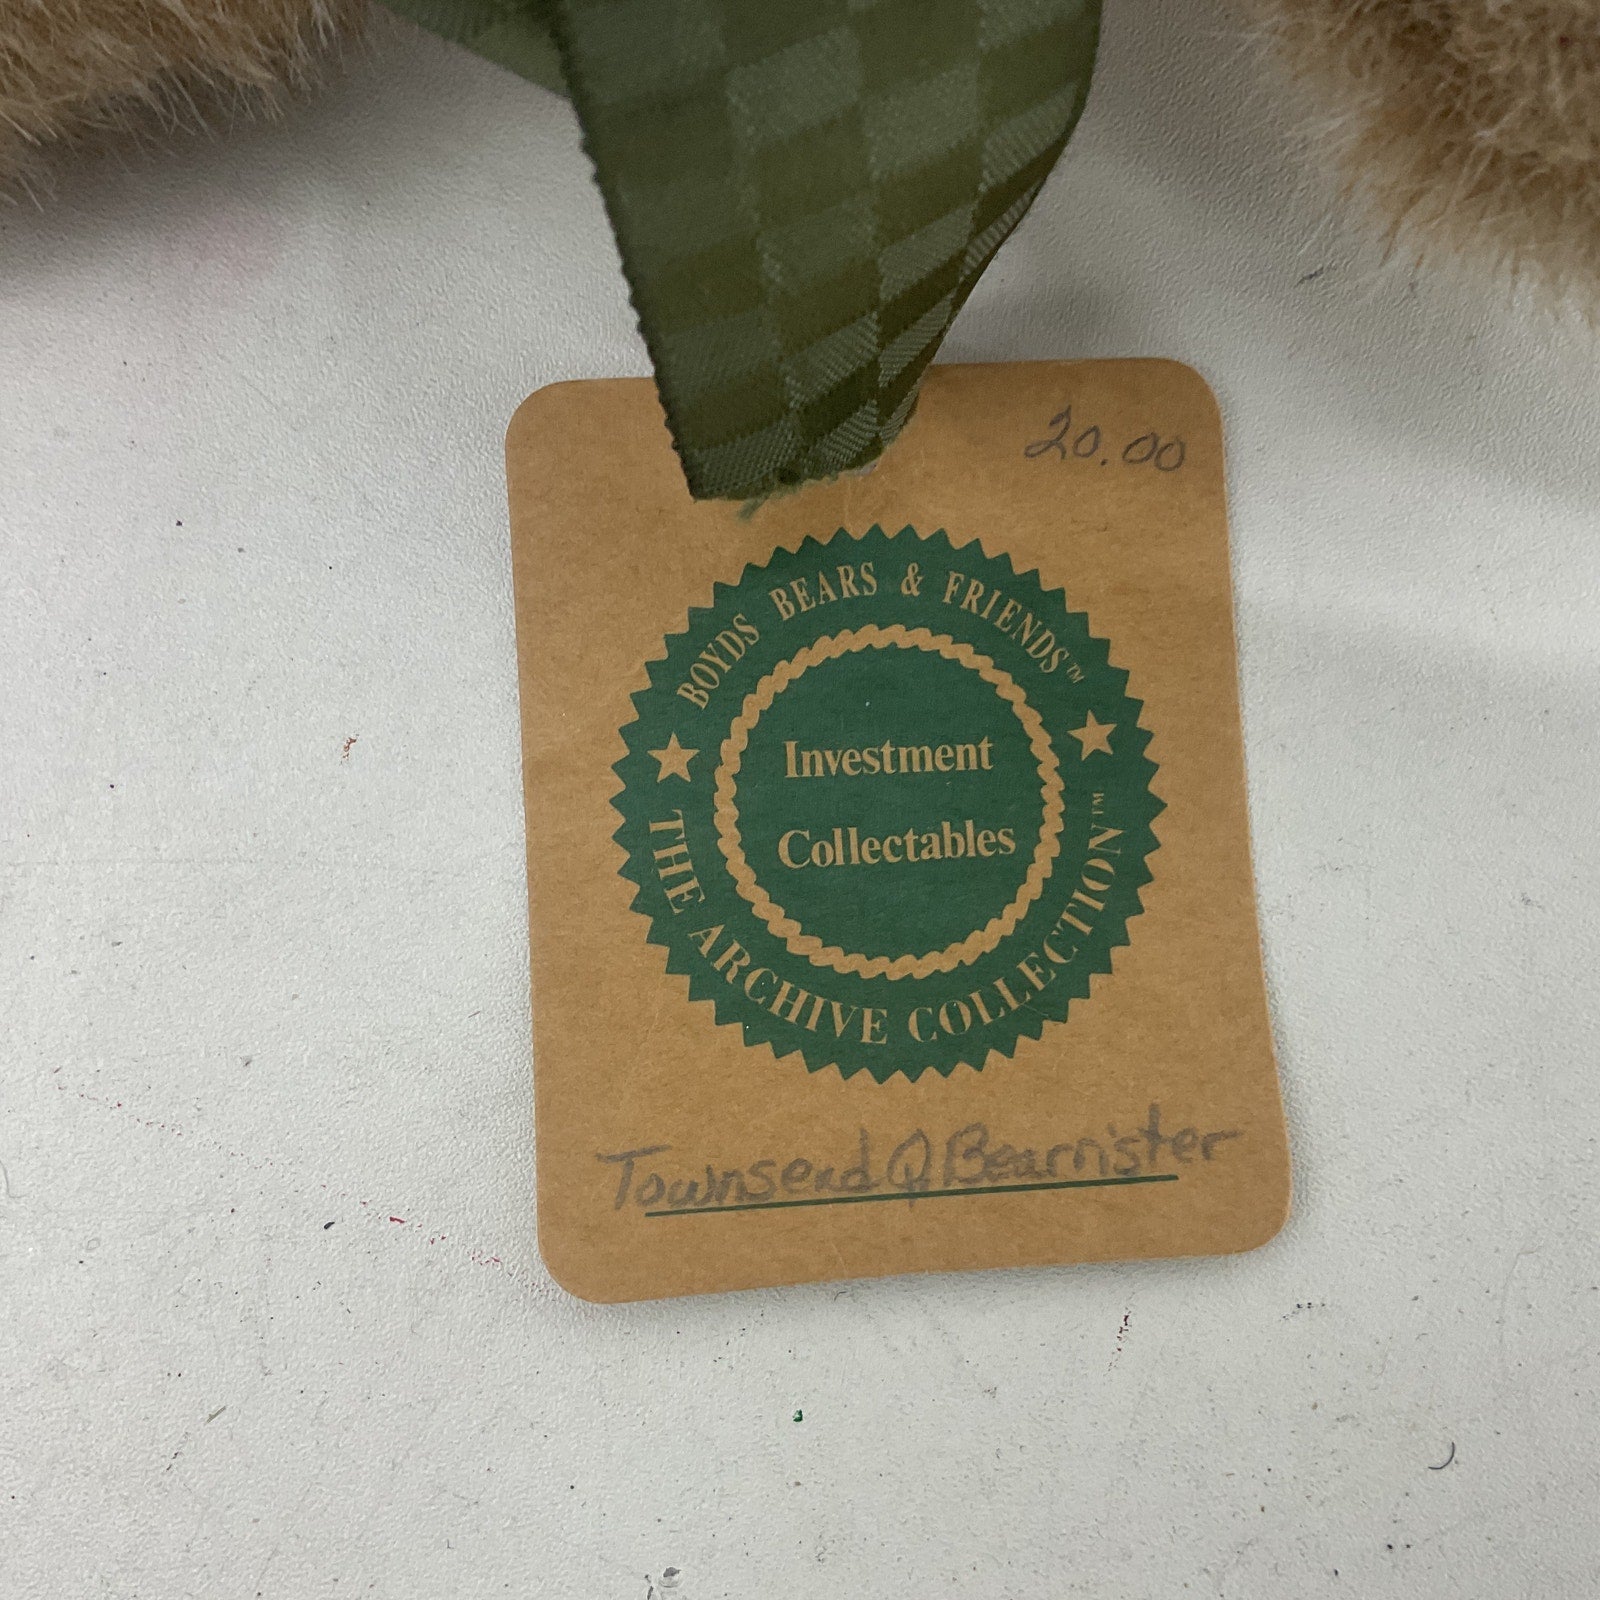 20.00
BOYDS BEARS & FRIENDS™
Investment
Collectables
THE ARCHIVE COLLECTION™
Townsend Q Bearrister